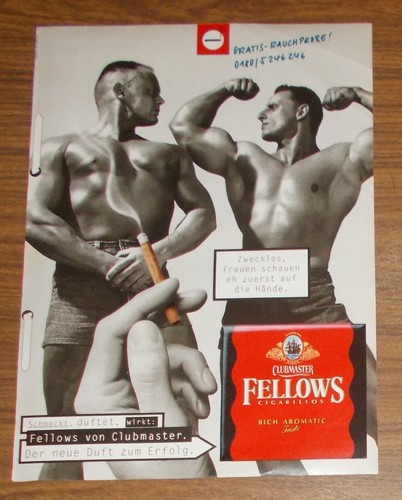 GRATIS-RAUCHPROBE!
0180/5246246
Zwecklos,
Frauen schauen
eh zuerst auf
die Hände.
CLUBMASTER
FELLOWS
CIGARILLOS
RICH AROMATIC
Taste
Schmeckt, duftet, wirkt:
Fellows von Clubmaster.
Der neue Duft zum Erfolg.